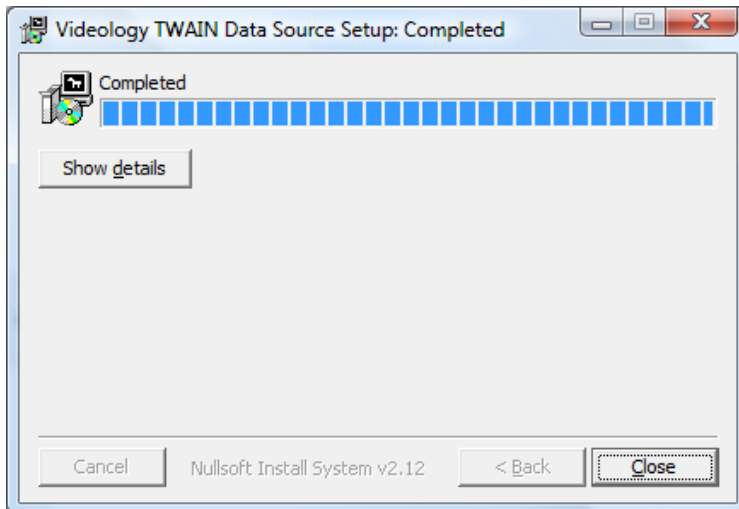 Videology TWAIN Data Source Setup: Completed
Completed
Show details
Cancel
Nullsoft Install System v2.12
< Back
Close